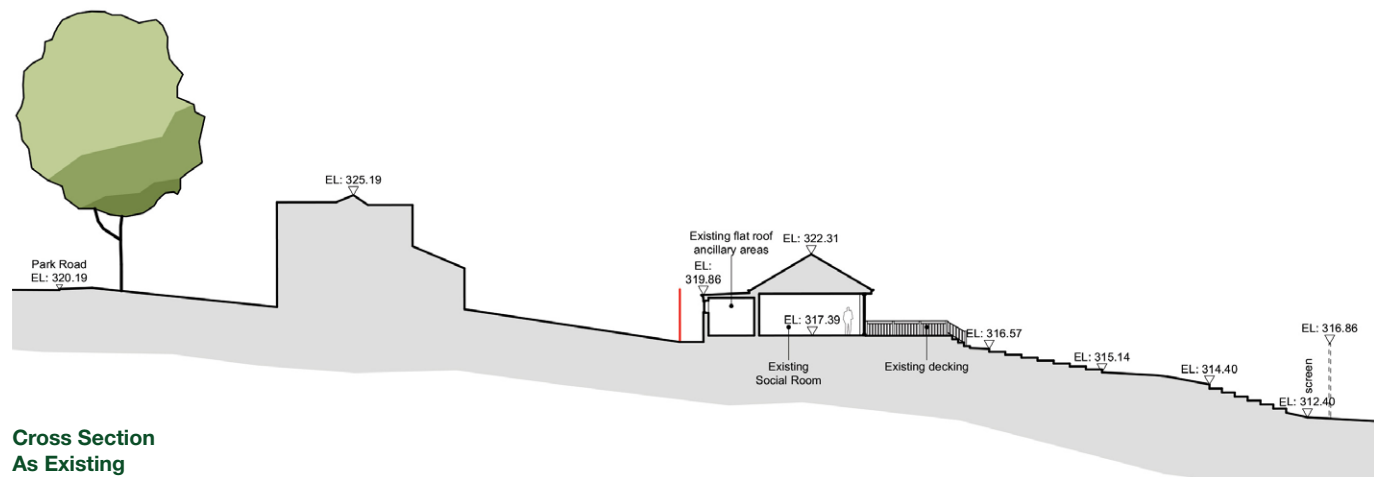 EL: 325.19
Park Road
EL: 320.19
Existing flat roof
ancillary areas
EL:
319.86
EL: 322.31
EL: 317.39
Existing
Social Room
Existing decking
EL: 316.57
EL: 315.14
EL: 314.40
EL: 312.40
screen
EL: 316.86
Cross Section
As Existing